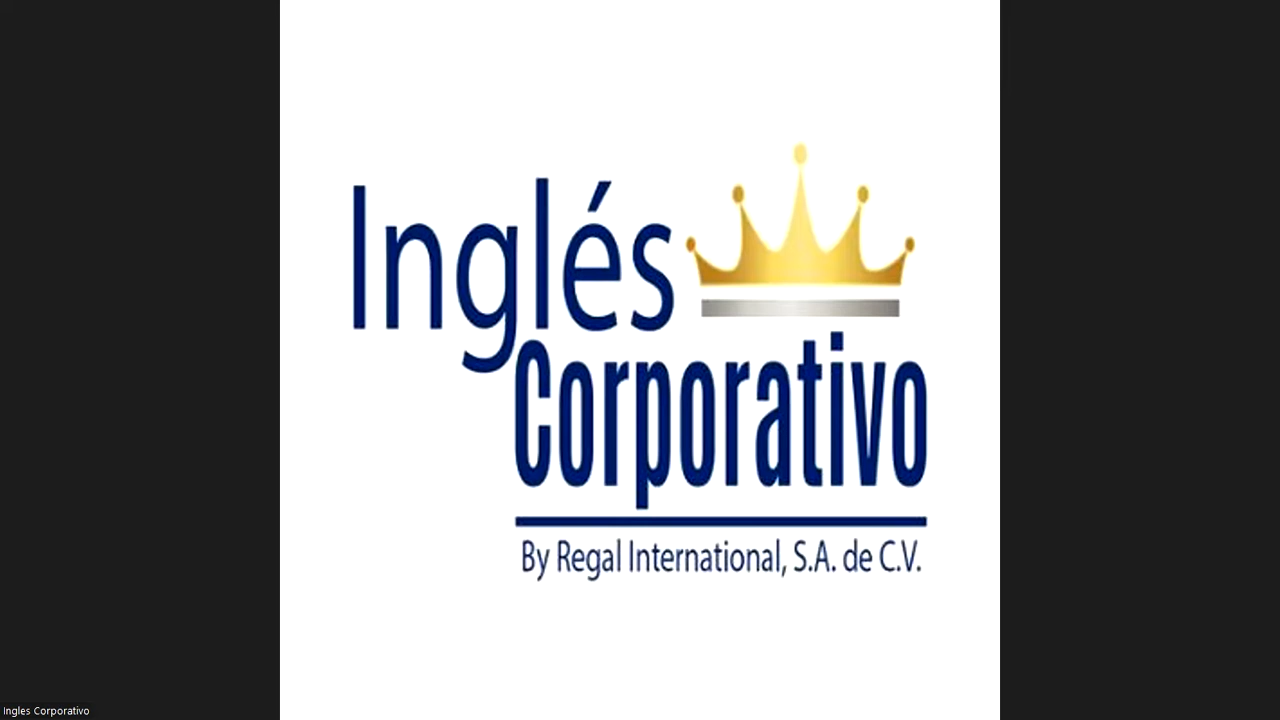 Inglés
Corporativo
By Regal International, S.A. de C.V.
Ingles Corporativo